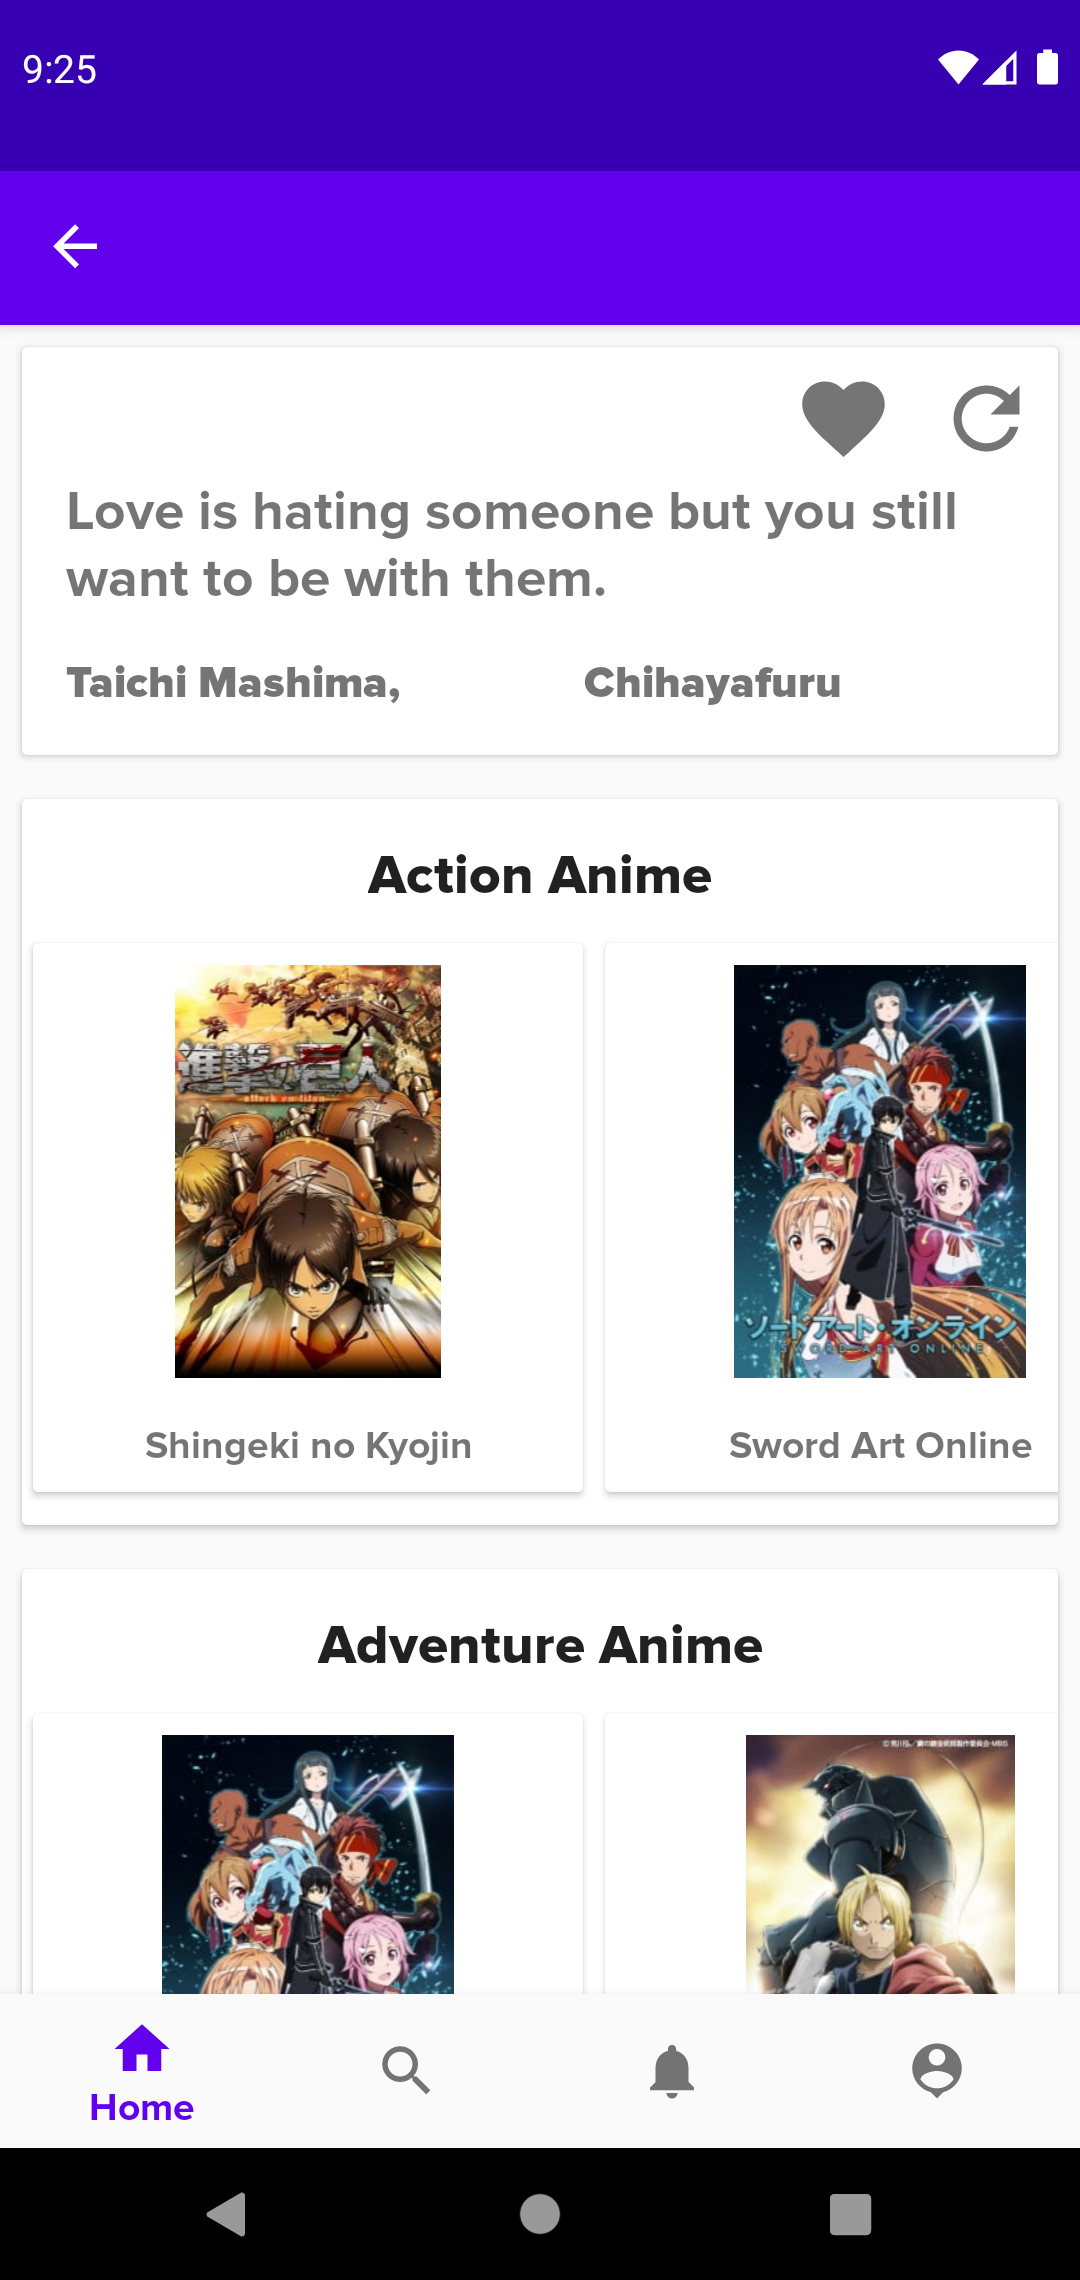 9:25
Love is hating someone but you still
want to be with them.
Taichi Mashima, Chihayafuru
Action Anime
進撃の巨人
attack on titan
ソードアート・オンライン
SWORD ART ONLINE
Shingeki no Kyojin
Sword Art Online
Adventure Anime
Home